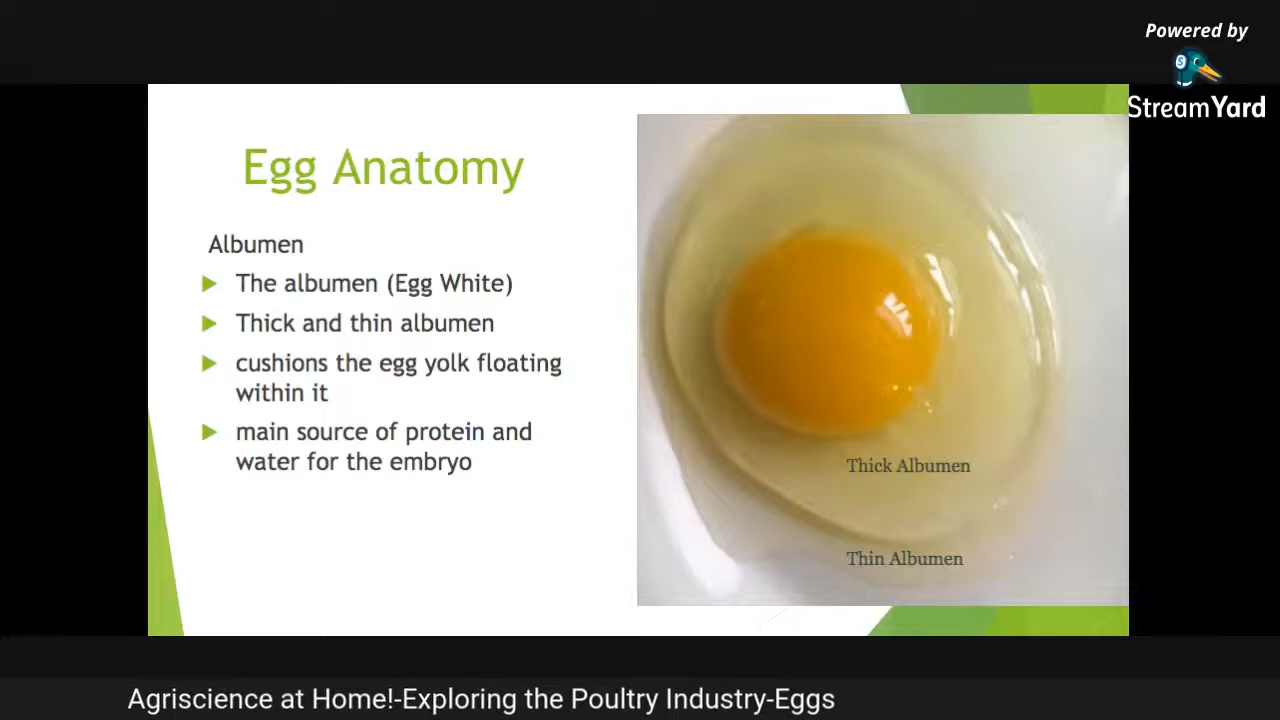 Powered by
StreamYard
Egg Anatomy
Albumen
The albumen (Egg White)
Thick and thin albumen
cushions the egg yolk floating
within it
main source of protein and
water for the embryo
Thick Albumen
Thin Albumen
Agriscience at Home!-Exploring the Poultry Industry-Eggs